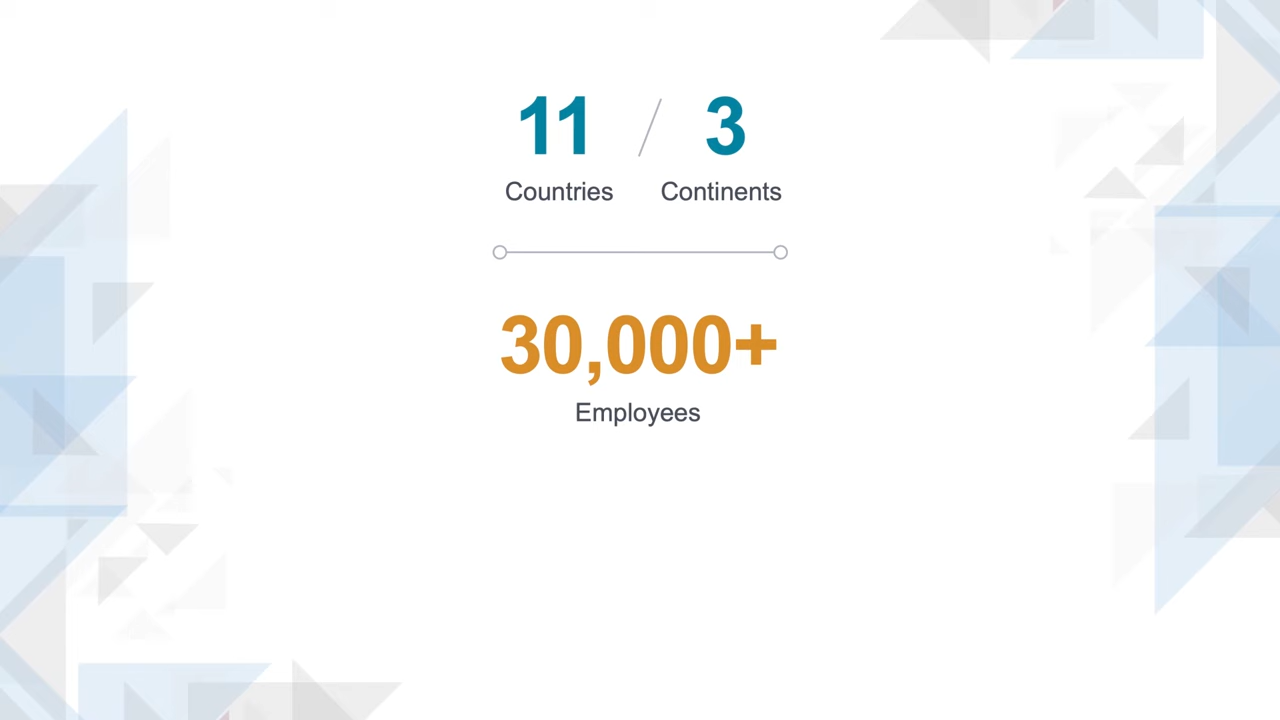 11 / 3
Countries Continents
30,000+
Employees